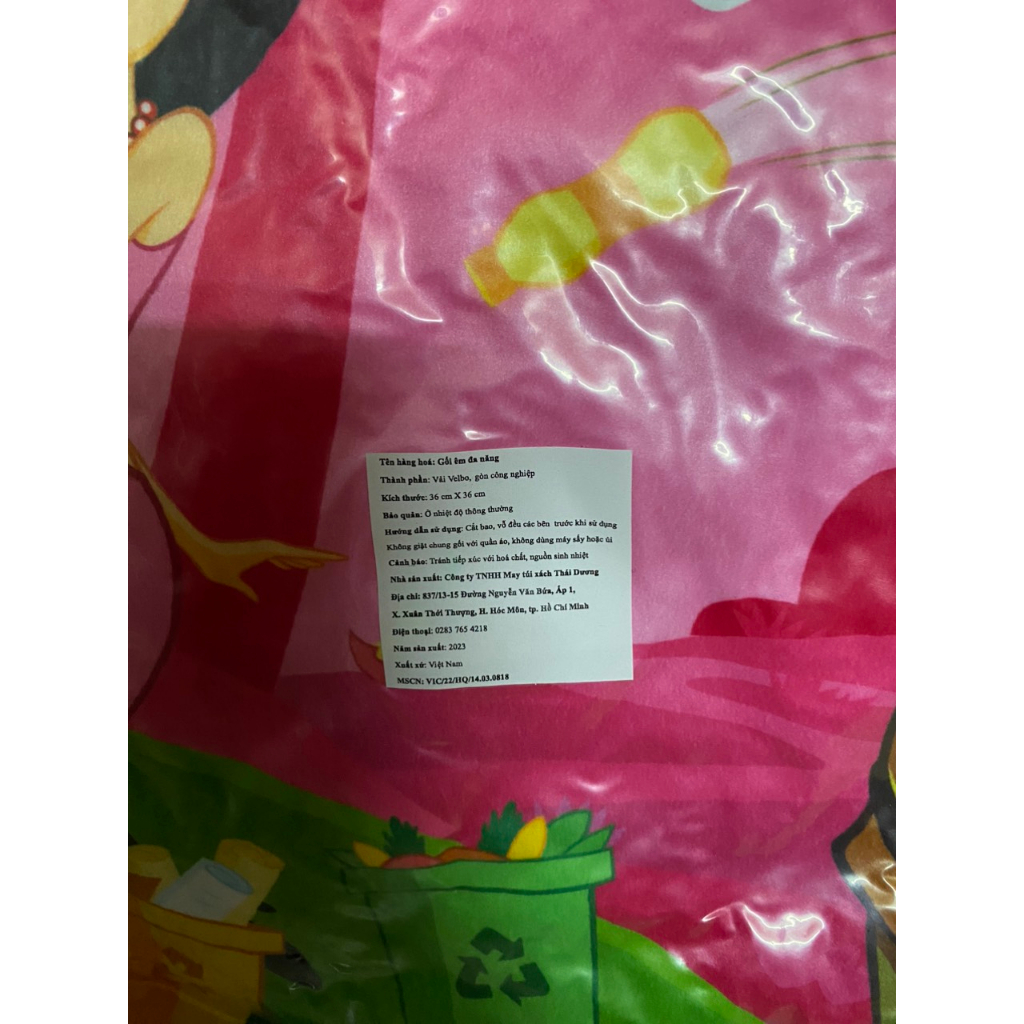 Tên hàng hoá: Gối êm đa năng
Thành phần: Vải Velbo, gòn công nghiệp
Kích thước: 36 cm X 36 cm
Bảo quản: Ở nhiệt độ thông thường
Hướng dẫn sử dụng: Cắt bao, vỗ đều các bên trước khi sử dụng
Không giặt chung gối với quần áo, không dùng máy sấy hoặc ủi
Cảnh báo: Tránh tiếp xúc với hoá chất, nguồn sinh nhiệt
Nhà sản xuất: Công ty TNHH May túi xách Thái Dương
Địa chỉ: 837/13-15 Đường Nguyễn Văn Bứa, Ấp 1,
X. Xuân Thới Thượng, H. Hóc Môn, tp. Hồ Chí Minh
Điện thoại: 0283 765 4218
Năm sản xuất: 2023
Xuất xứ: Việt Nam
MSCN: VIC/22/HQ/14.03.0818